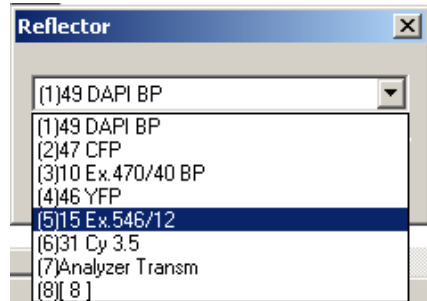 Reflector
(1)49 DAPI BP
(1)49 DAPI BP
(2)47 CFP
(3)10 Ex.470/40 BP
(4)46 YFP
(5)15 Ex.546/12
(6)31 Cy 3.5
(7)Analyzer Transm
(8)[ 8 ]